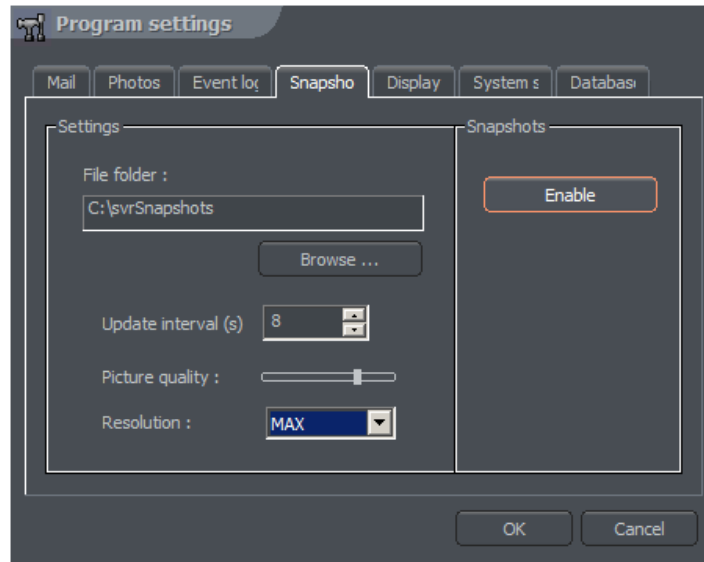 Program settings
Mail Photos Event log Snapsho Display System s Databas
Settings
Snapshots
File folder :
C:\svrSnapshots
Enable
Browse ...
Update interval (s) 8
Picture quality :
Resolution : MAX
OK Cancel